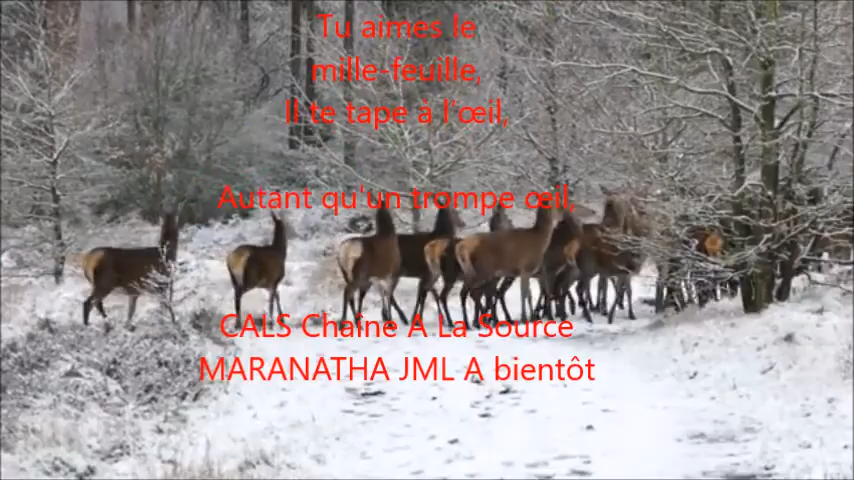 Tu aimes le
mille-feuille,
Il te tape à l'œil,
Autant qu'un trompe œil,
CALS Chaîne A La Source
MARANATHA JML A bientôt